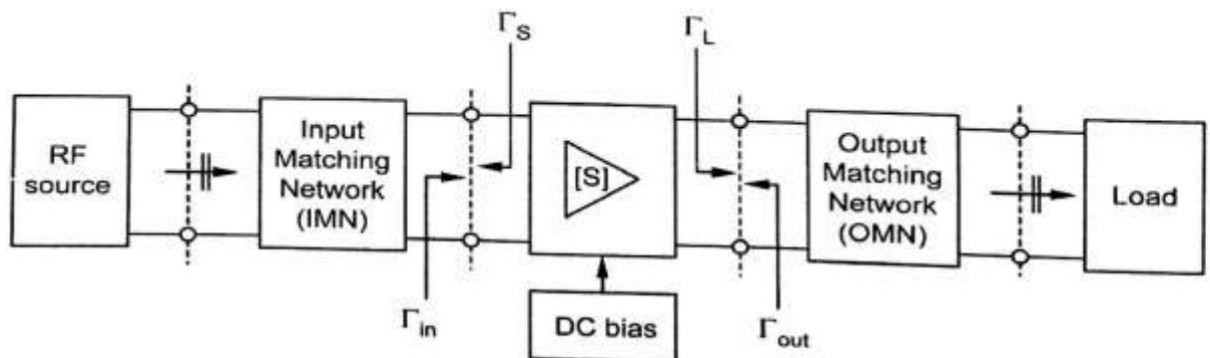 Γ_S
Γ_L
RF
source
Input
Matching
Network
(IMN)
[S]
Output
Matching
Network
(OMN)
Load
Γ_in
DC bias
Γ_out